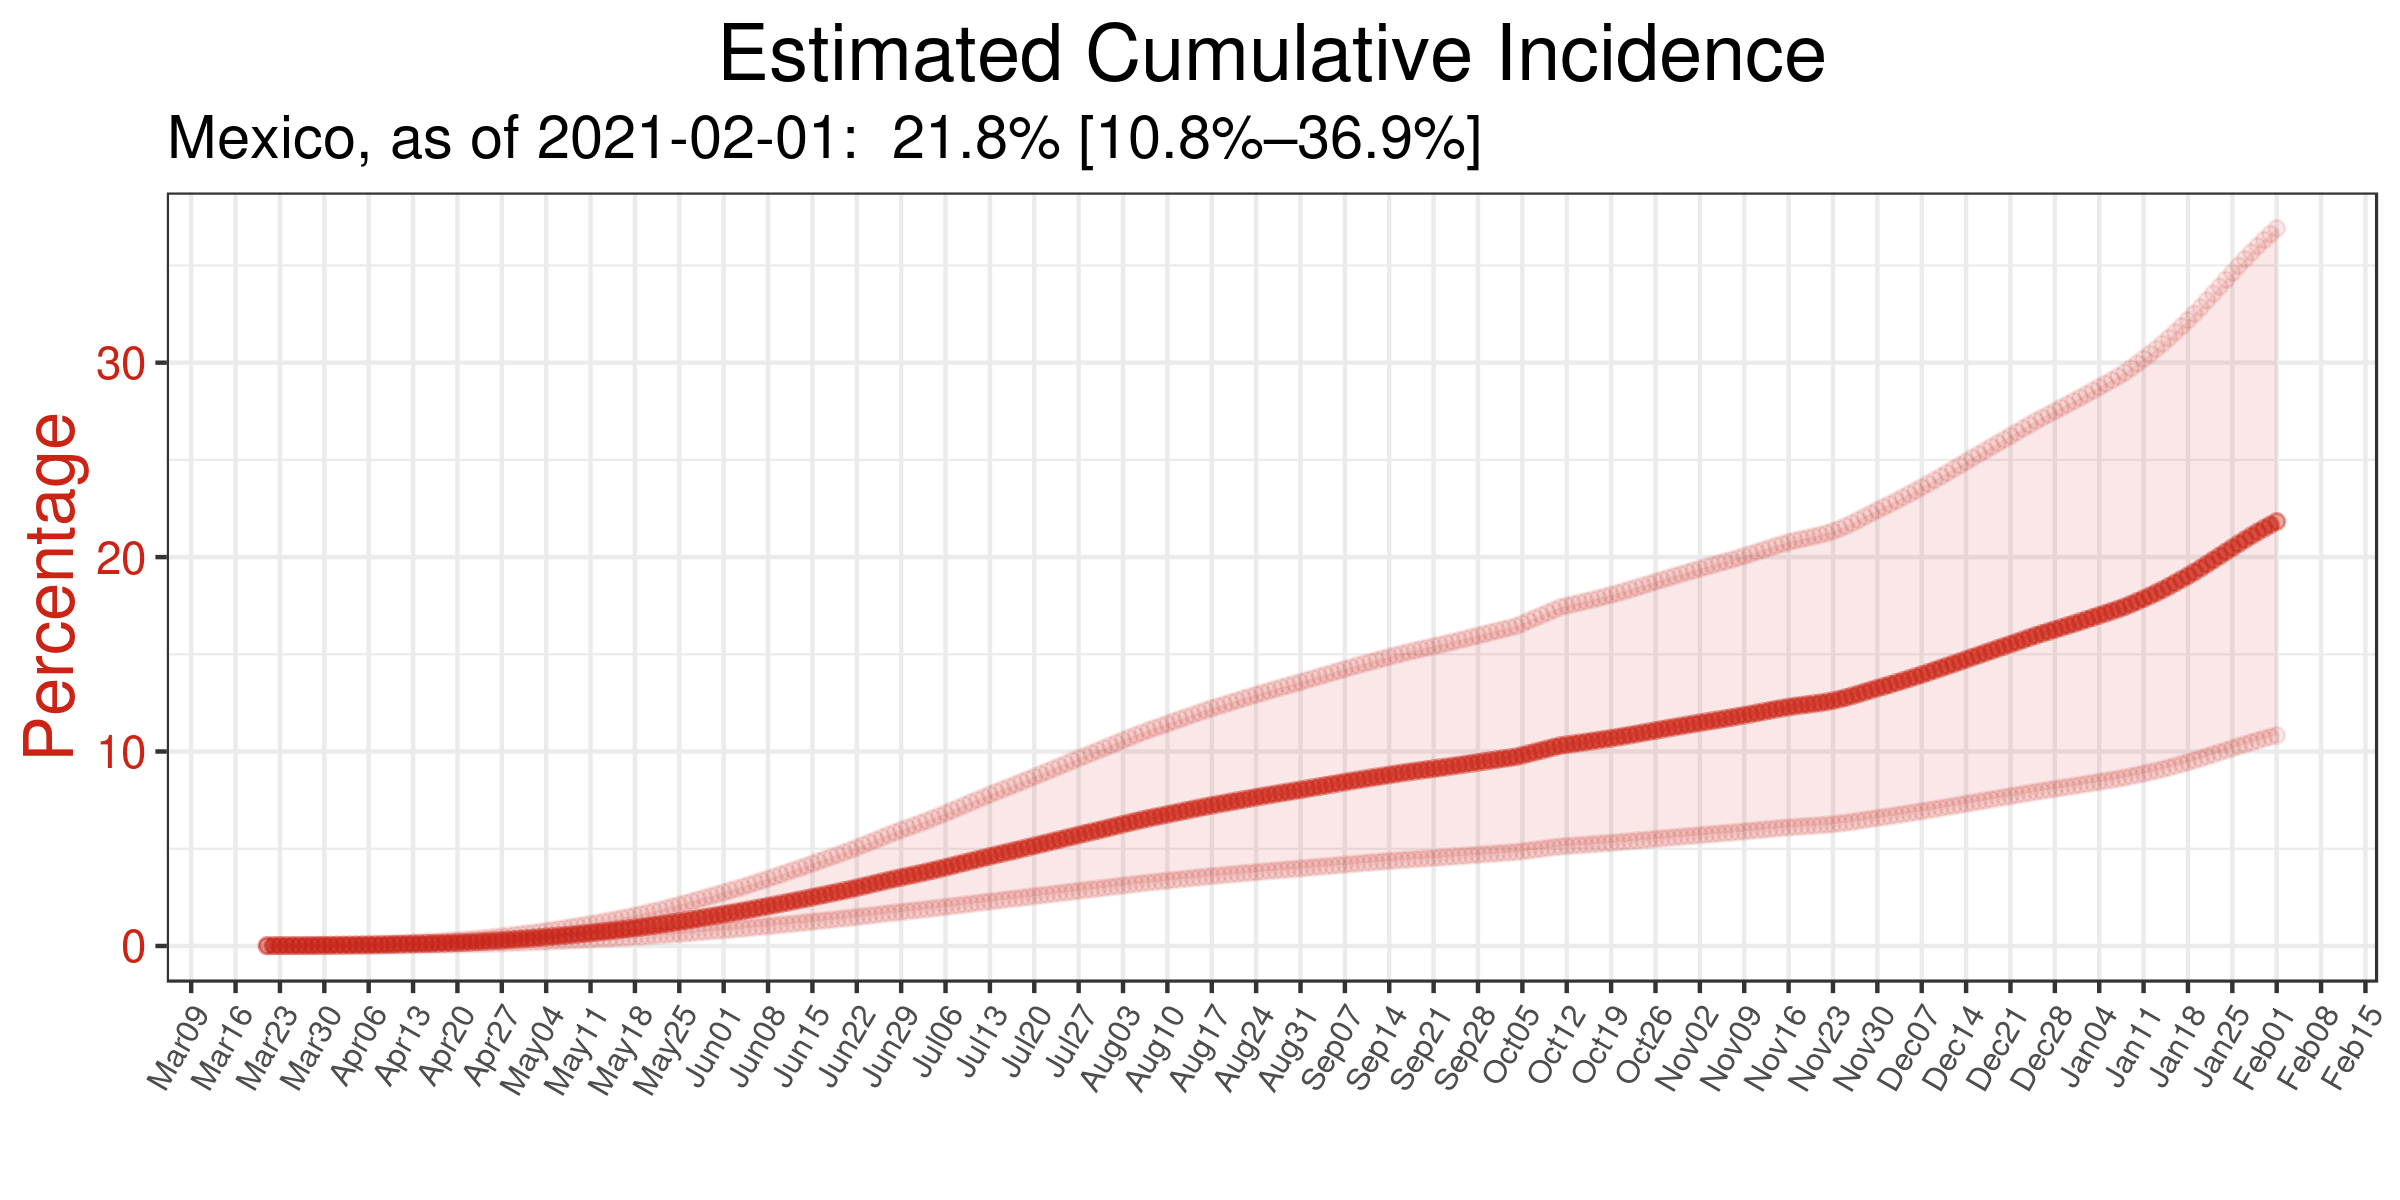 Estimated Cumulative Incidence
Mexico, as of 2021-02-01:  21.8% [10.8%–36.9%]
Percentage
30
20
10
0
Mar09
Mar16
Mar23
Mar30
Apr06
Apr13
Apr20
Apr27
May04
May11
May18
May25
Jun01
Jun08
Jun15
Jun22
Jun29
Jul06
Jul13
Jul20
Jul27
Aug03
Aug10
Aug17
Aug24
Aug31
Sep07
Sep14
Sep21
Sep28
Oct05
Oct12
Oct19
Oct26
Nov02
Nov09
Nov16
Nov23
Nov30
Dec07
Dec14
Dec21
Dec28
Jan04
Jan11
Jan18
Jan25
Feb01
Feb08
Feb15